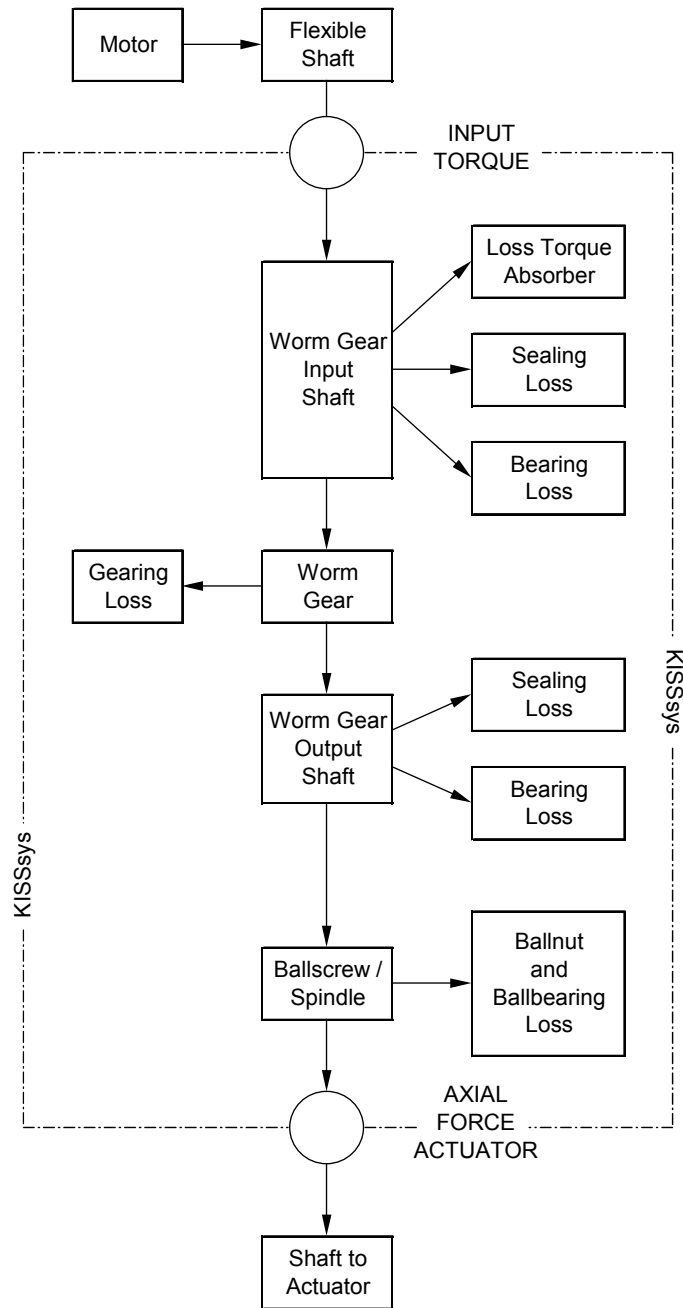 Motor
Flexible
Shaft
INPUT
TORQUE
Loss Torque
Absorber
Worm Gear
Input
Shaft
Sealing
Loss
Bearing
Loss
Gearing
Loss
Worm
Gear
Worm Gear
Output
Shaft
Sealing
Loss
Bearing
Loss
KISSsys
KISSsys
Ballscrew /
Spindle
Ballnut
and
Ballbearing
Loss
AXIAL
FORCE
ACTUATOR
Shaft to
Actuator